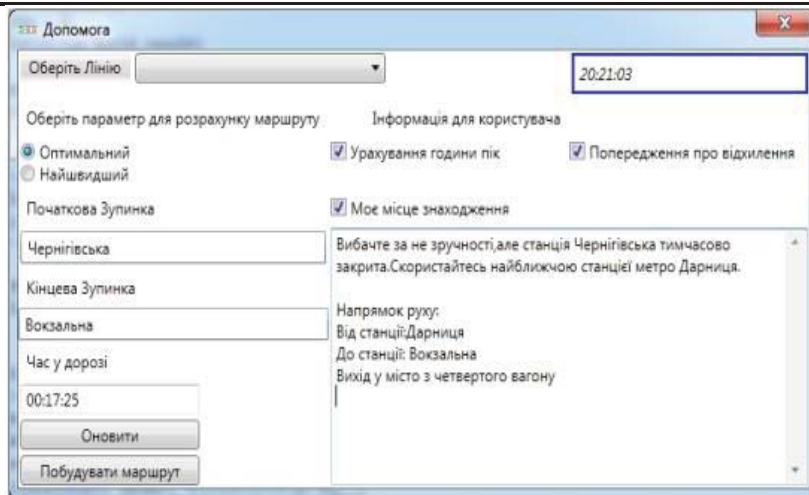 Допомога
Оберіть Лінію
20:21:03
Оберіть параметр для розрахунку маршруту
Інформація для користувача
Оптимальний
Найшвидший
Урахування години пік
Попередження про відхилення
Початкова Зупинка
Моє місце знаходження
Чернігівська
Кінцева Зупинка
Вокзальна
Час у дорозі
00:17:25
Оновити
Побудувати маршрут
Вибачте за не зручності,але станція Чернігівська тимчасово
закрита.Скористайтесь найближчою станцієї метро Дарниця.
Напрямок руху:
Від станції:Дарниця
До станції: Вокзальна
Вихід у місто з четвертого вагону